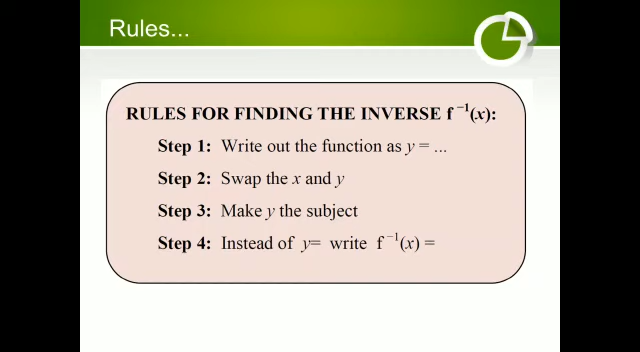 Rules...
RULES FOR FINDING THE INVERSE f ⁻¹(x):
Step 1: Write out the function as y = ...
Step 2: Swap the x and y
Step 3: Make y the subject
Step 4: Instead of y= write f ⁻¹(x) =